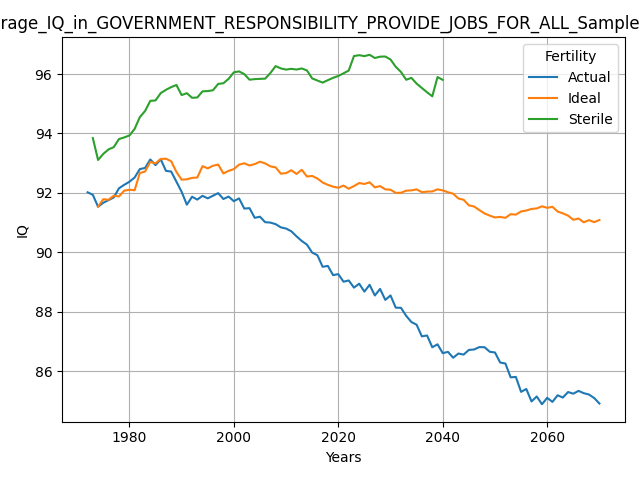 rage_IQ_in_GOVERNMENT_RESPONSIBILITY_PROVIDE_JOBS_FOR_ALL_Sample
Fertility
Actual
Ideal
Sterile
96
94
92
90
88
86
IQ
1980 2000 2020 2040 2060
Years